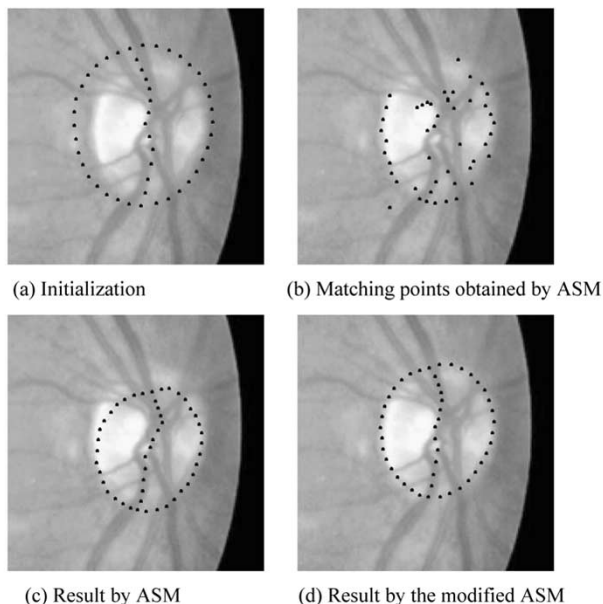 (a) Initialization
(b) Matching points obtained by ASM
(c) Result by ASM
(d) Result by the modified ASM